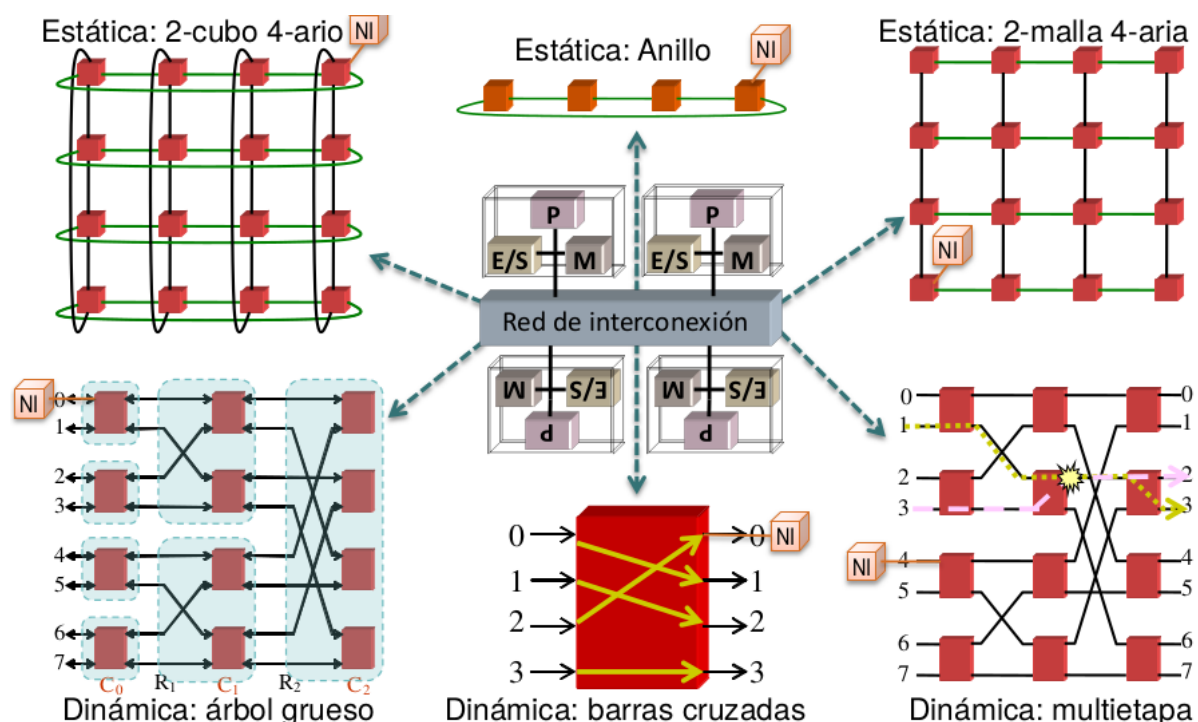 Estática: 2-cubo 4-ario
NI
Estática: Anillo
NI
Estática: 2-malla 4-aria
NI
P
E/S
M
P
E/S
M
Red de interconexión
M
E/S
P
M
E/S
P
NI
0
1
2
3
4
5
6
7
C0
R1
C1
R2
C2
Dinámica: árbol grueso
0
1
2
3
0
1
2
3
NI
Dinámica: barras cruzadas
0
1
2
3
4
5
6
7
NI
0
1
2
3
4
5
6
7
Dinámica: multietapa